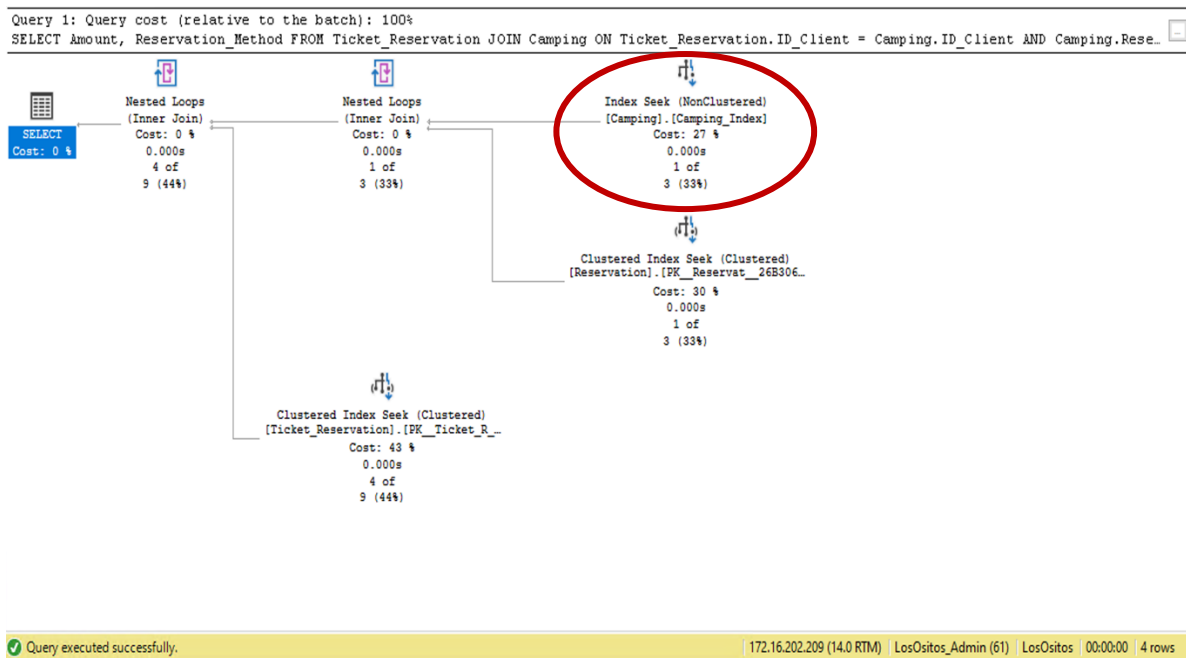 Query 1: Query cost (relative to the batch): 100%
SELECT Amount, Reservation_Method FROM Ticket_Reservation JOIN Camping ON Ticket_Reservation.ID_Client = Camping.ID_Client AND Camping.Rese…
SELECT
Cost: 0 %
Nested Loops
(Inner Join)
Cost: 0 %
0.000s
4 of
9 (44%)
Nested Loops
(Inner Join)
Cost: 0 %
0.000s
1 of
3 (33%)
Index Seek (NonClustered)
[Camping].[Camping_Index]
Cost: 27 %
0.000s
1 of
3 (33%)
Clustered Index Seek (Clustered)
[Reservation].[PK__Reservat__26B306…
Cost: 30 %
0.000s
1 of
3 (33%)
Clustered Index Seek (Clustered)
[Ticket_Reservation].[PK__Ticket_R_…
Cost: 43 %
0.000s
4 of
9 (44%)
Query executed successfully.
172.16.202.209 (14.0 RTM)
LosOsitos_Admin (61)
LosOsitos
00:00:00
4 rows